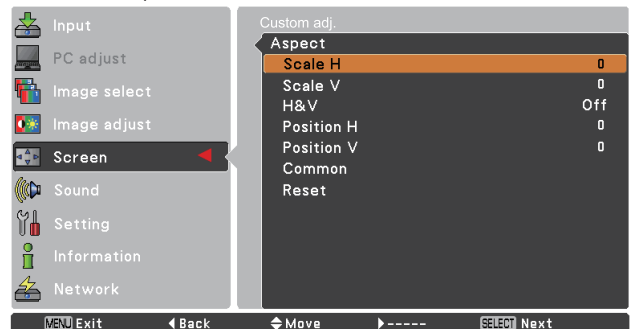 Input
PC adjust
Image select
Image adjust
Screen
Sound
Setting
Information
Network
Custom adj.
Aspect
Scale H 0
Scale V 0
H&V Off
Position H 0
Position V 0
Common
Reset
MENU Exit Back Move ----- SELECT Next